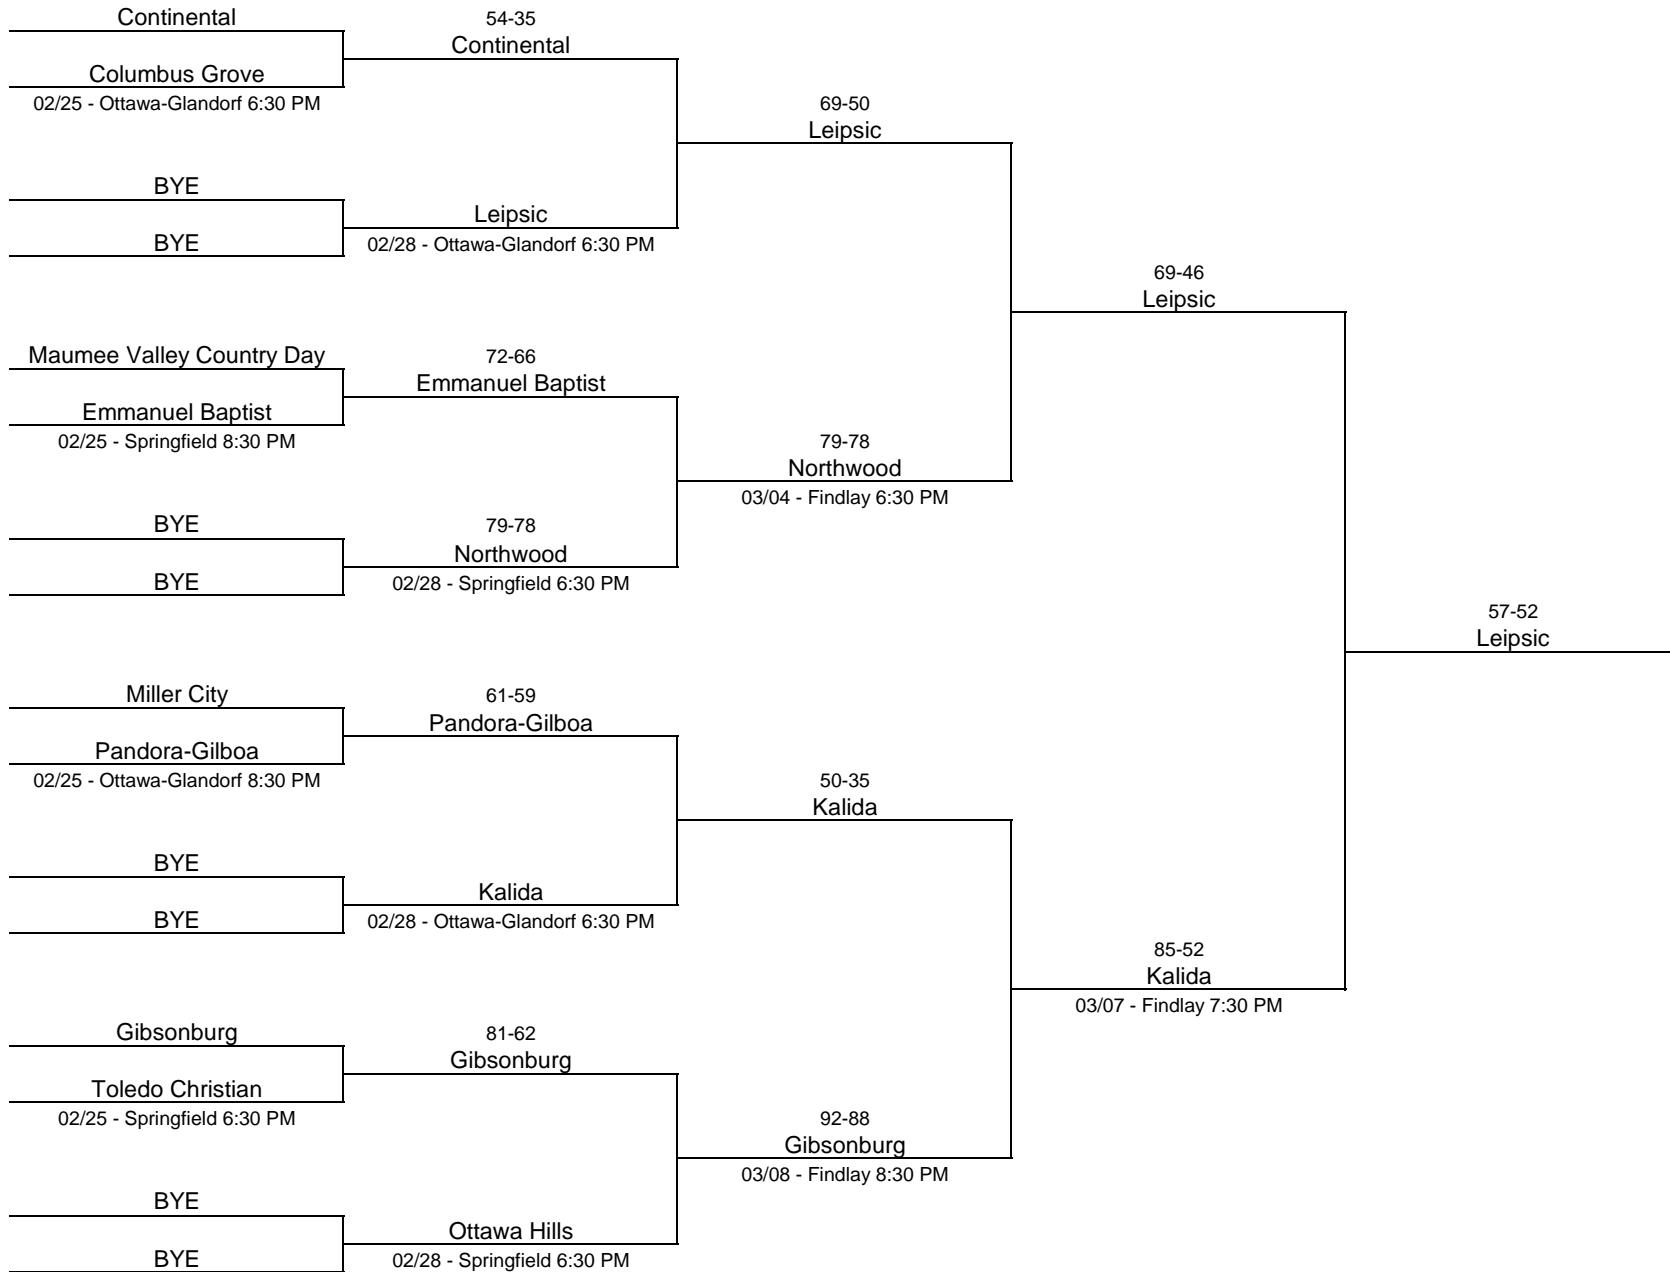 Continental
Columbus Grove
02/25 - Ottawa-Glandorf 6:30 PM
BYE
BYE
Maumee Valley Country Day
Emmanuel Baptist
02/25 - Springfield 8:30 PM
BYE
BYE
Miller City
Pandora-Gilboa
02/25 - Ottawa-Glandorf 8:30 PM
BYE
BYE
Gibsonburg
Toledo Christian
02/25 - Springfield 6:30 PM
BYE
BYE
54-35
Continental
Leipsic
02/28 - Ottawa-Glandorf 6:30 PM
72-66
Emmanuel Baptist
79-78
Northwood
02/28 - Springfield 6:30 PM
61-59
Pandora-Gilboa
Kalida
02/28 - Ottawa-Glandorf 6:30 PM
81-62
Gibsonburg
Ottawa Hills
02/28 - Springfield 6:30 PM
69-50
Leipsic
79-78
Northwood
03/04 - Findlay 6:30 PM
50-35
Kalida
92-88
Gibsonburg
03/08 - Findlay 8:30 PM
69-46
Leipsic
85-52
Kalida
03/07 - Findlay 7:30 PM
57-52
Leipsic